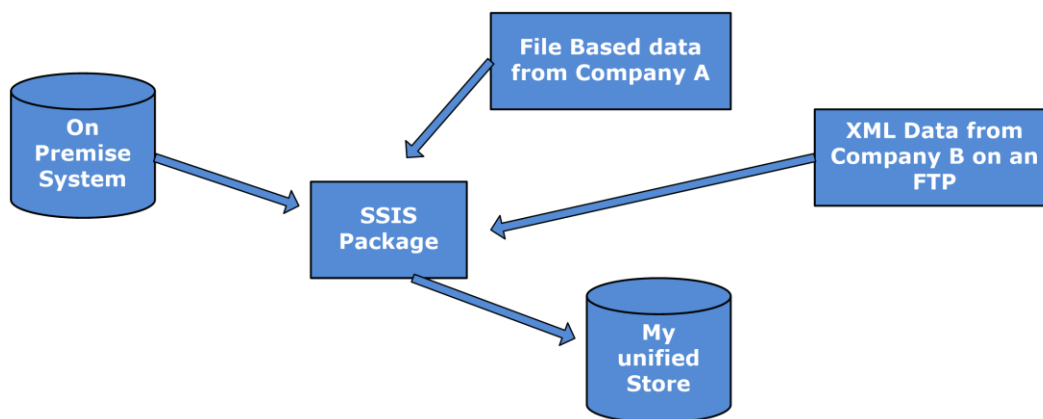 File Based data
from Company A
On
Premise
System
XML Data from
Company B on an
FTP
SSIS
Package
My
unified
Store